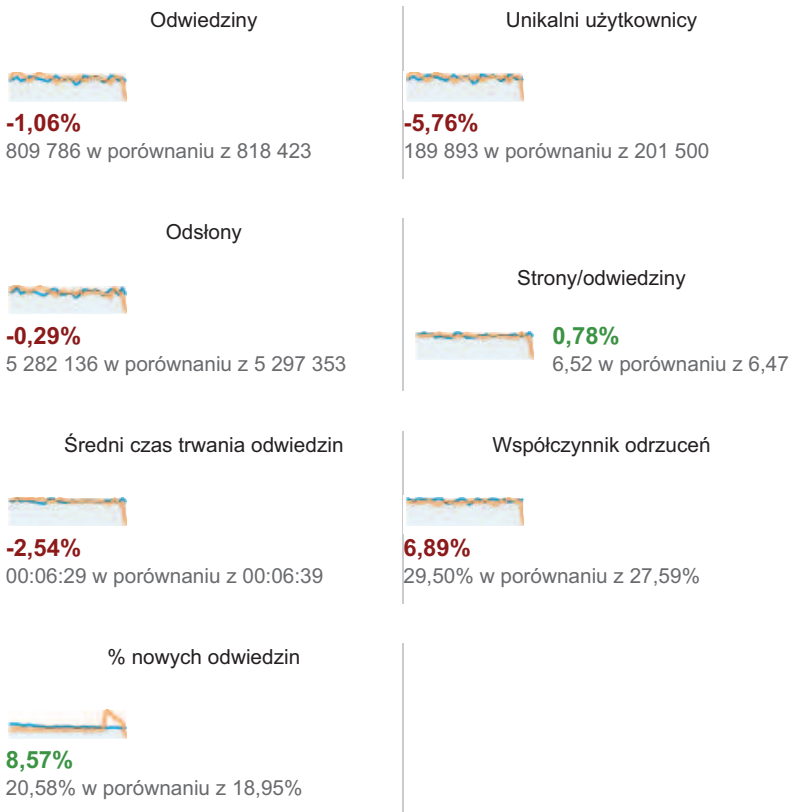 Odwiedziny
-1,06%
809 786 w porównaniu z 818 423
Unikalni użytkownicy
-5,76%
189 893 w porównaniu z 201 500
Odsłony
-0,29%
5 282 136 w porównaniu z 5 297 353
Strony/odwiedziny
0,78%
6,52 w porównaniu z 6,47
Średni czas trwania odwiedzin
-2,54%
00:06:29 w porównaniu z 00:06:39
Współczynnik odrzuceń
6,89%
29,50% w porównaniu z 27,59%
% nowych odwiedzin
8,57%
20,58% w porównaniu z 18,95%